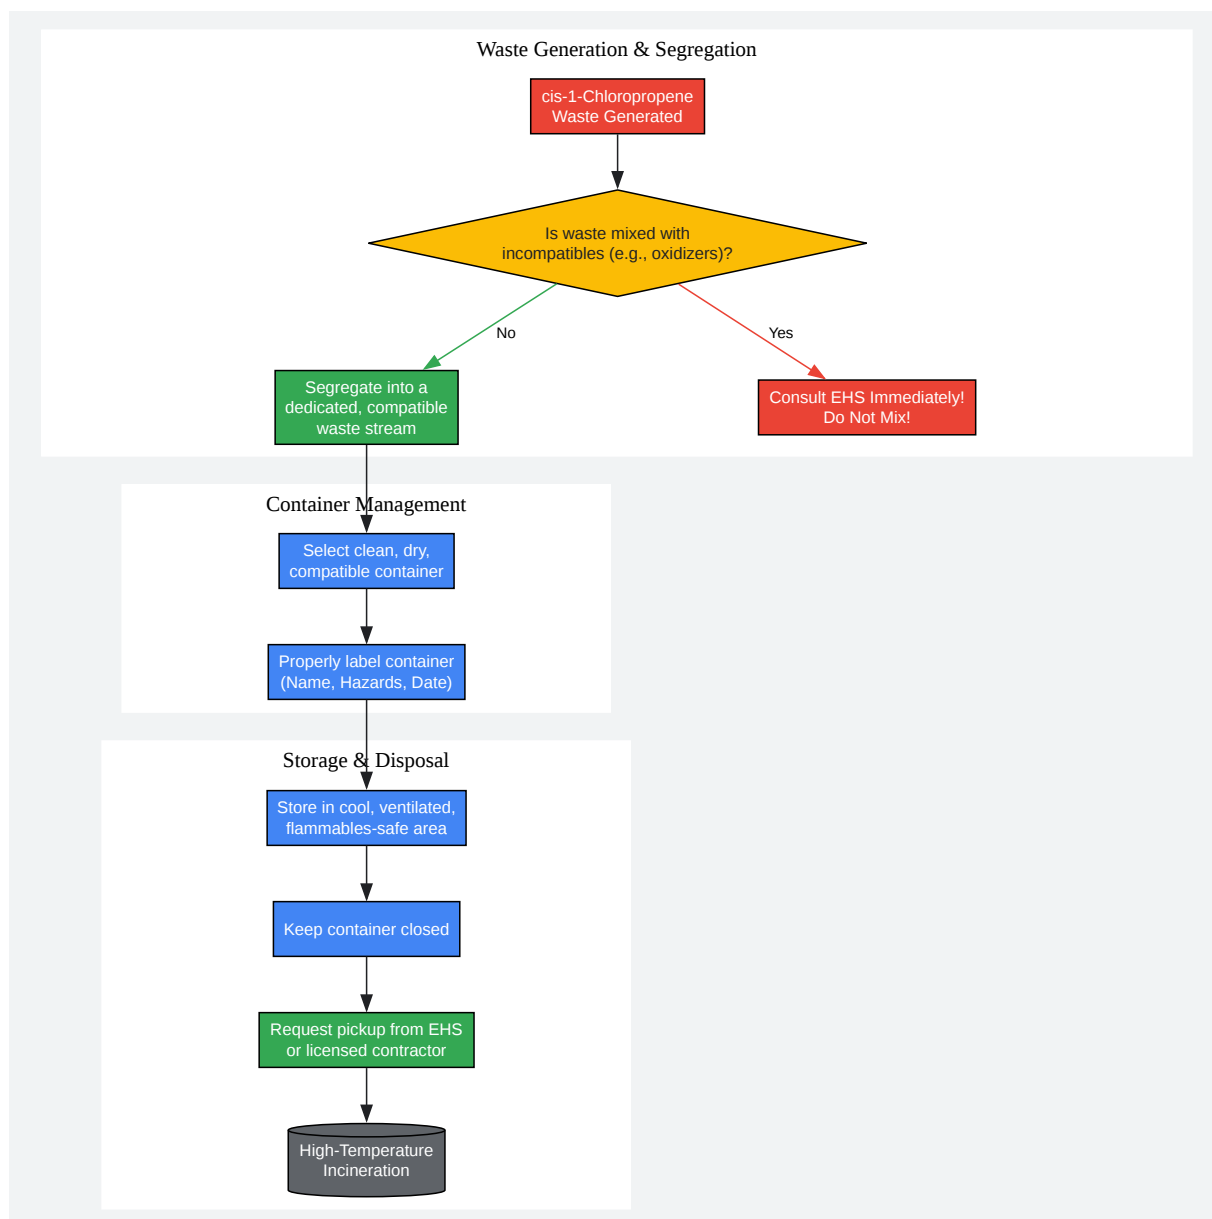 Waste Generation & Segregation
cis-1-Chloropropene
Waste Generated
Is waste mixed with
incompatibles (e.g., oxidizers)?
No
Yes
Segregate into a
dedicated, compatible
waste stream
Consult EHS Immediately!
Do Not Mix!
Container Management
Select clean, dry,
compatible container
Properly label container
(Name, Hazards, Date)
Storage & Disposal
Store in cool, ventilated,
flammables-safe area
Keep container closed
Request pickup from EHS
or licensed contractor
High-Temperature
Incineration